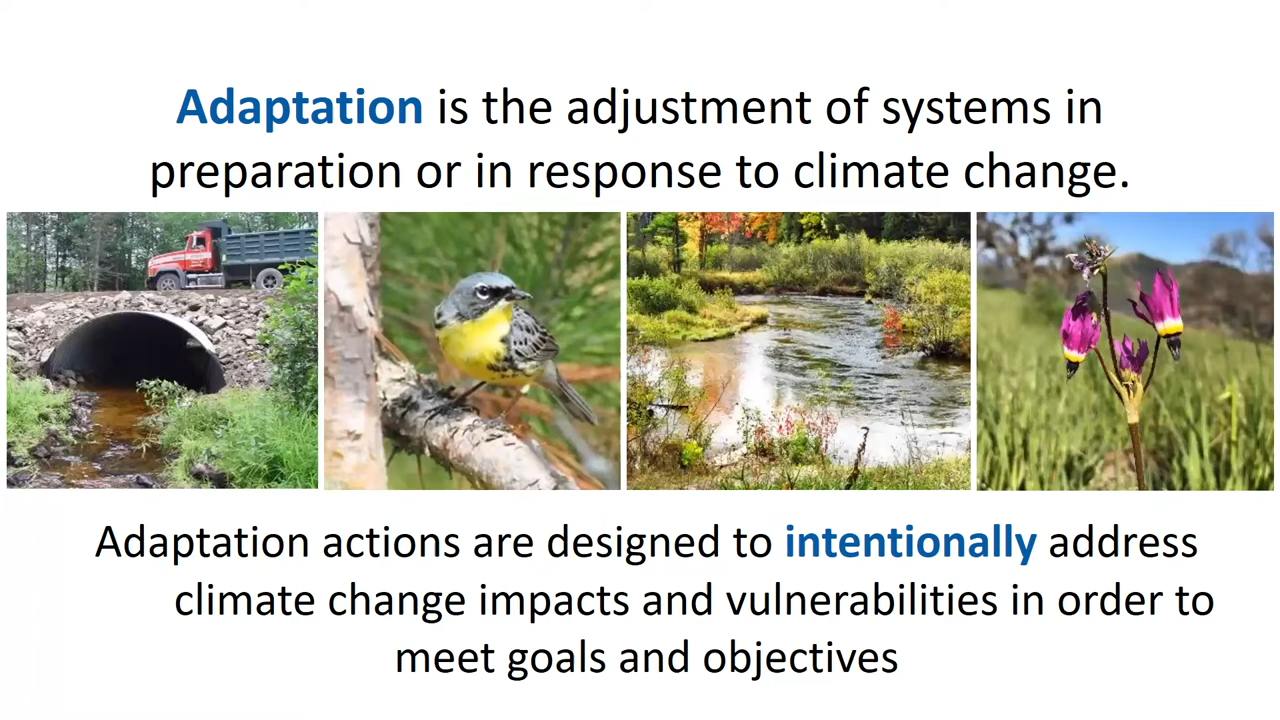 Adaptation is the adjustment of systems in
preparation or in response to climate change.
Adaptation actions are designed to intentionally address
climate change impacts and vulnerabilities in order to
meet goals and objectives